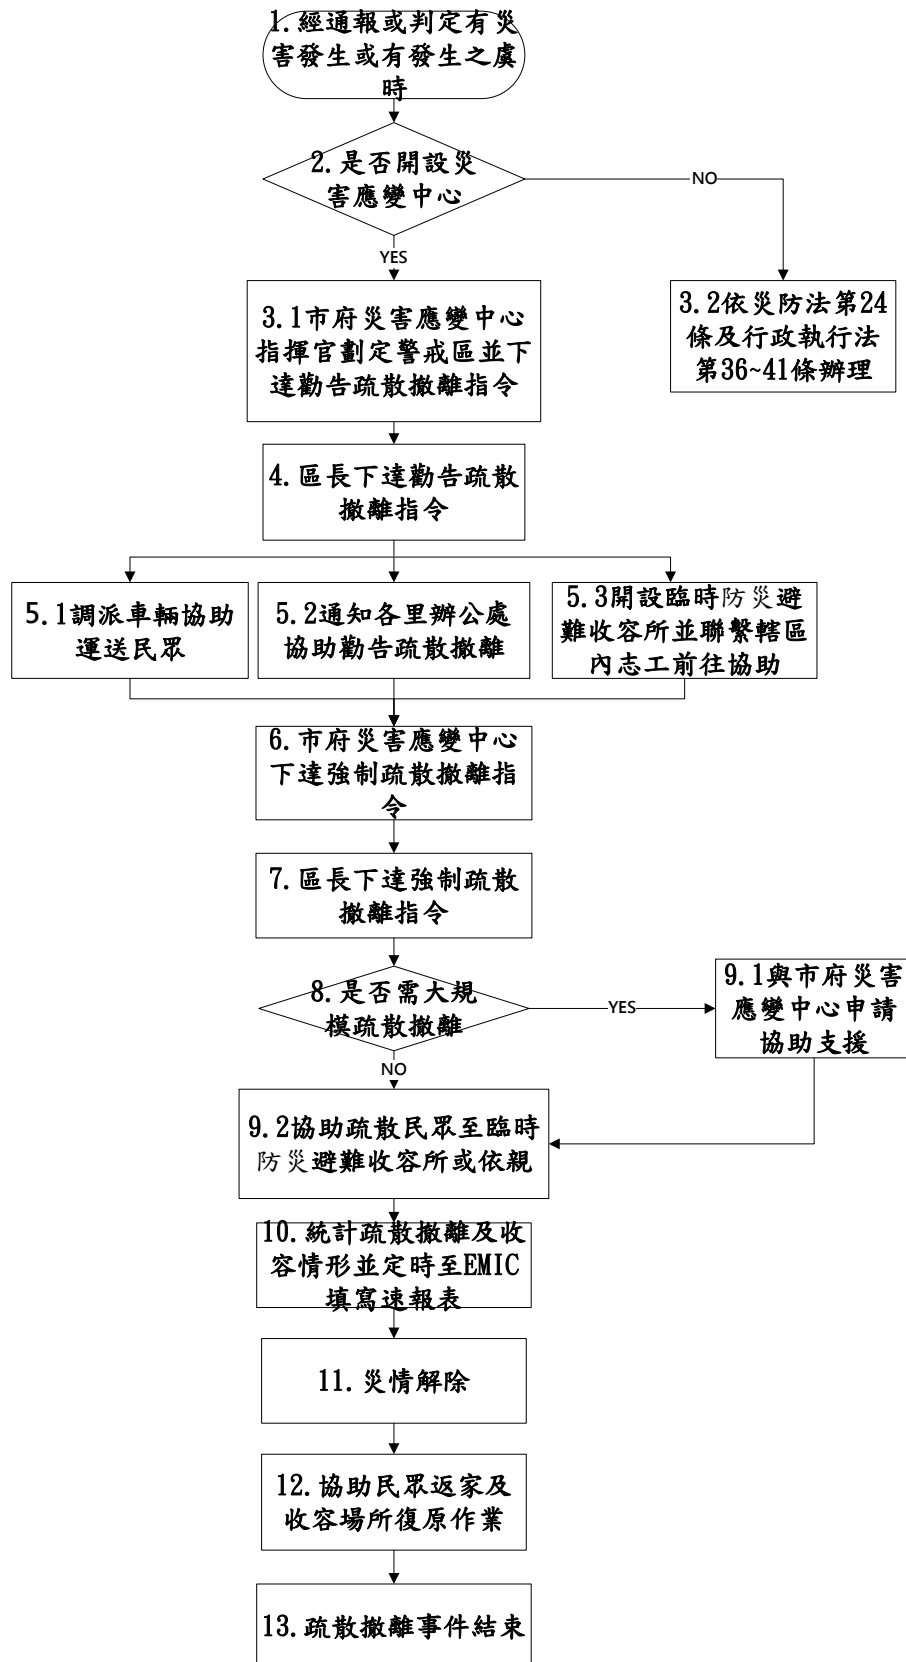 1.經通報或判定有災
害發生或有發生之虞
時
2.是否開設災
害應變中心
NO
YES
3.1市府災害應變中心
指揮官劃定警戒區並下
達勸告疏散撤離指令
3.2依災防法第24
條及行政執行法
第36~41條辦理
4.區長下達勸告疏散
撤離指令
5.1調派車輛協助
運送民眾
5.2通知各里辦公處
協助勸告疏散撤離
5.3開設臨時防災避
難收容所並聯繫轄區
內志工前往協助
6.市府災害應變中心
下達強制疏散撤離指
令
7.區長下達強制疏散
撤離指令
8.是否需大規
模疏散撤離
YES
9.1與市府災害
應變中心申請
協助支援
NO
9.2協助疏散民眾至臨時
防災避難收容所或依親
10.統計疏散撤離及收
容情形並定時至EMIC
填寫速報表
11.災情解除
12.協助民眾返家及
收容場所復原作業
13.疏散撤離事件結束